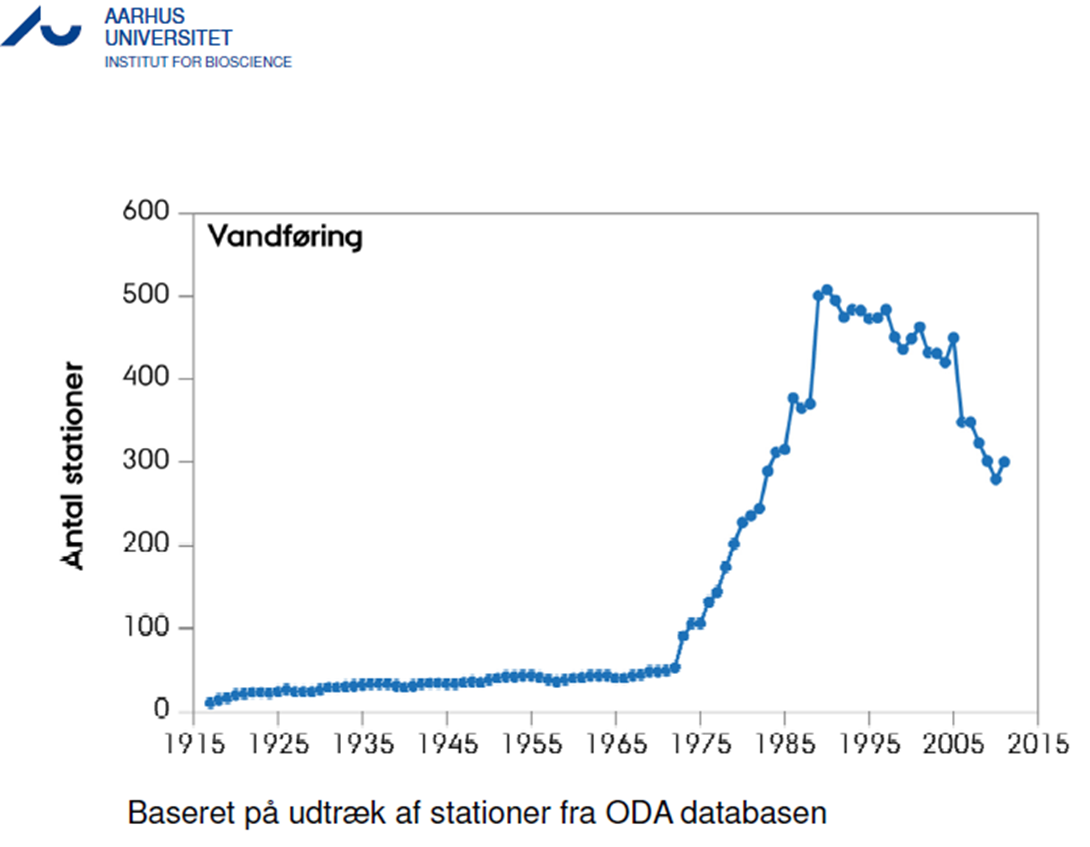 AARHUS
UNIVERSITET
INSTITUT FOR BIOSCIENCE
600
Vandføring
500
400
300
200
100
0
Antal stationer
1915 1925 1935 1945 1955 1965 1975 1985 1995 2005 2015
Baseret på udtræk af stationer fra ODA databasen